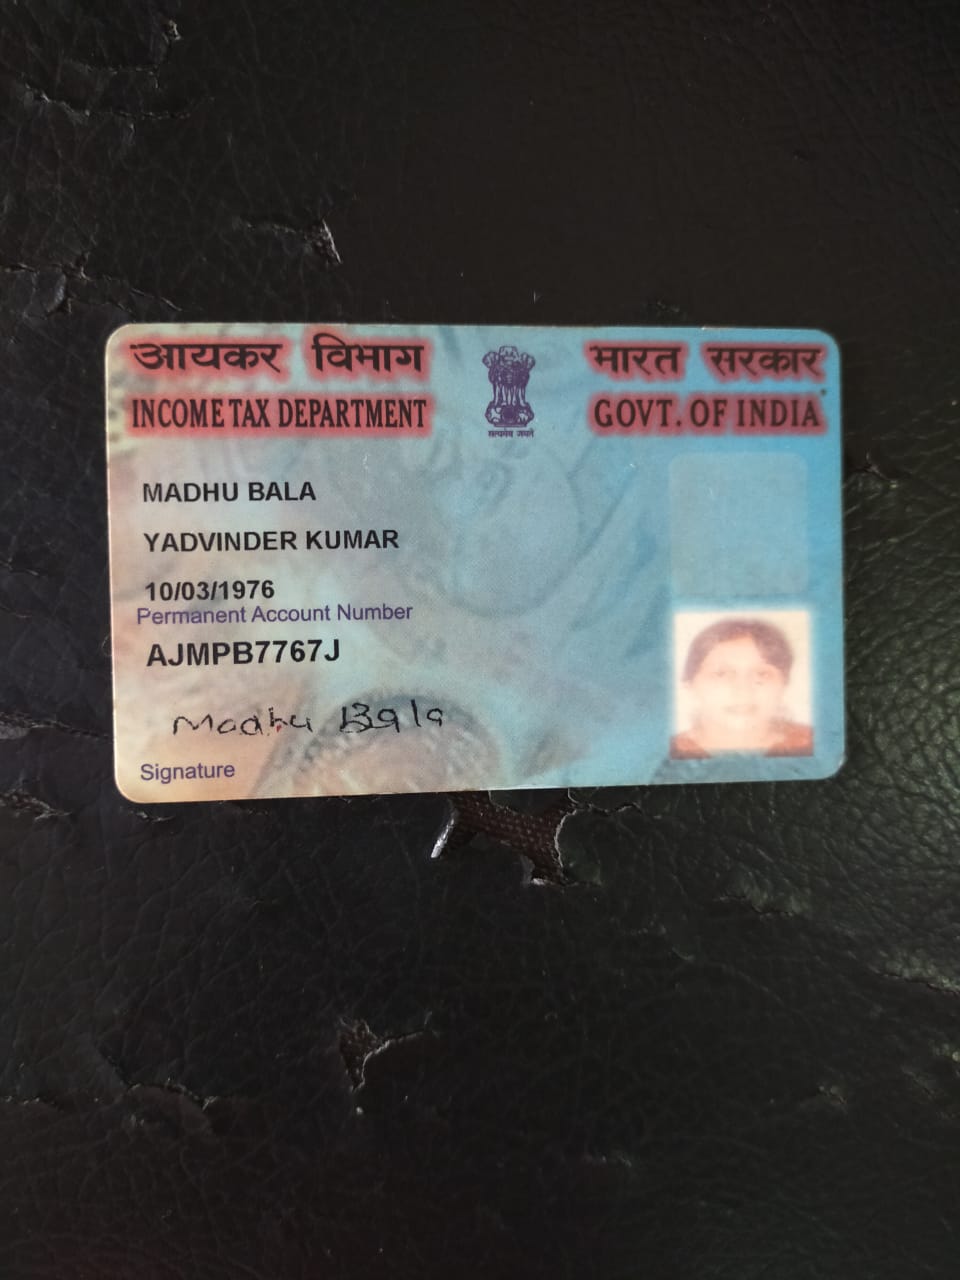 आयकर विभाग
INCOME TAX DEPARTMENT
सत्यमेव जयते
भारत सरकार
GOVT. OF INDIA
MADHU BALA
YADVINDER KUMAR
10/03/1976
Permanent Account Number
AJMPB7767J
Madhu Bala
Signature